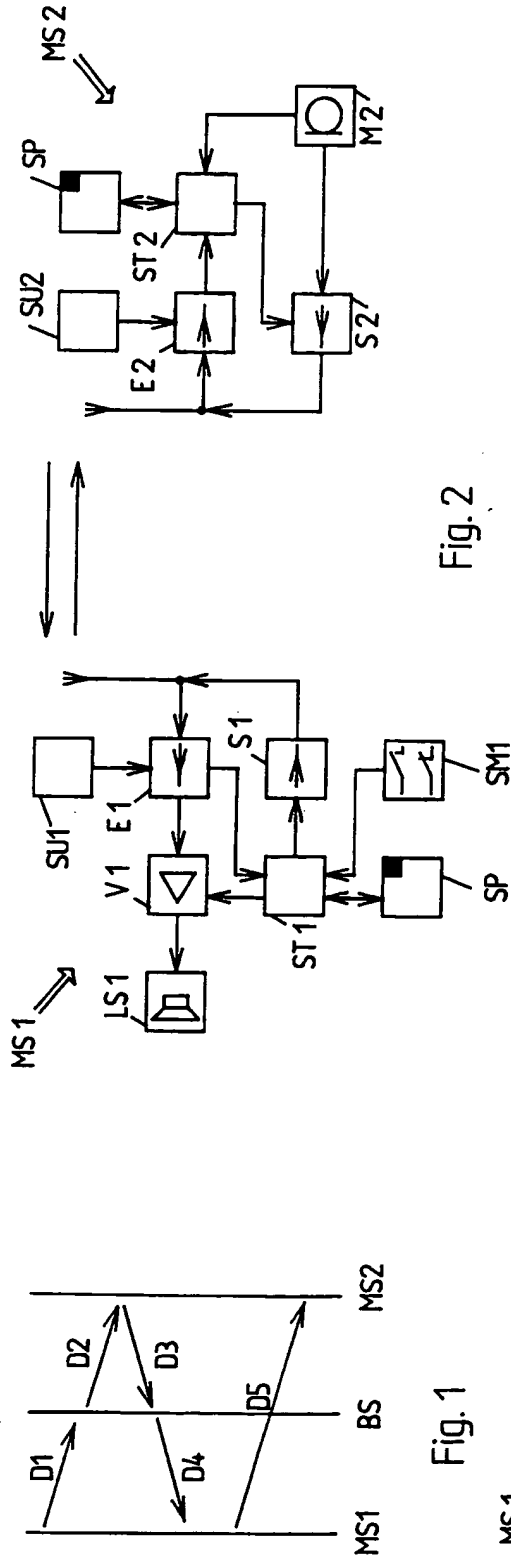 D1
D2
D3
D4
D5
MS1
BS
MS2
Fig. 1
MS1
MS1
LS1
V1
E1
SU1
ST1
S1
SP
SM1
MS2
SU2
SP
E2
ST2
S2
M2
Fig. 2